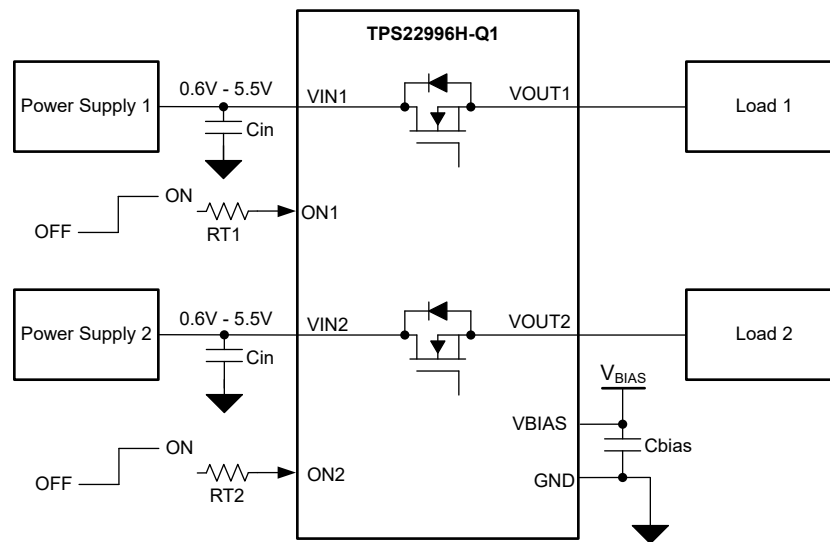 TPS22996H-Q1
Power Supply 1
0.6V - 5.5V
VIN1
VOUT1
Load 1
Cin
ON
OFF
RT1
ON1
Power Supply 2
0.6V - 5.5V
VIN2
VOUT2
Load 2
Cin
VBIAS
VBIAS
Cbias
ON
OFF
RT2
ON2
GND